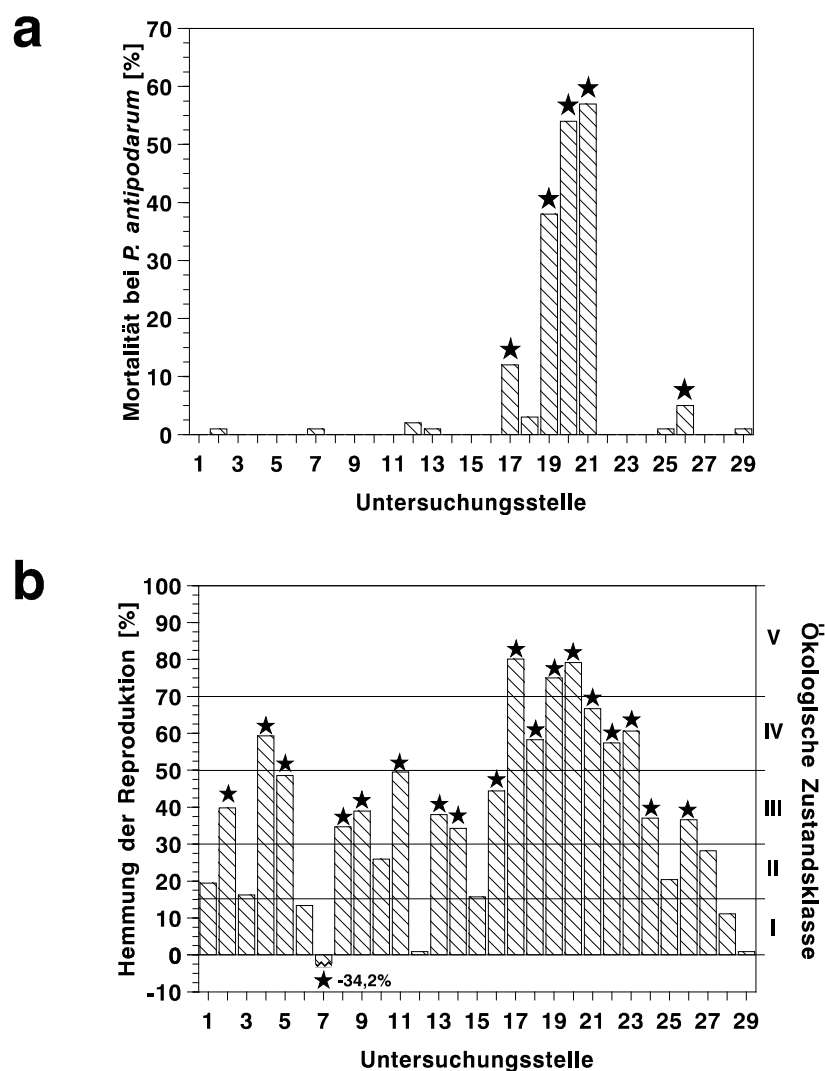 a
Mortalität bei P. antipodarum [%]
70
60
50
40
30
20
10
0
1 3 5 7 9 11 13 15 17 19 21 23 25 27 29
Untersuchungsstelle
b
Hemmung der Reproduktion [%]
100
90
80
70
60
50
40
30
20
10
0
-10
V
IV
III
II
I
Ökologische Zustandsklasse
-34,2%
1 3 5 7 9 11 13 15 17 19 21 23 25 27 29
Untersuchungsstelle